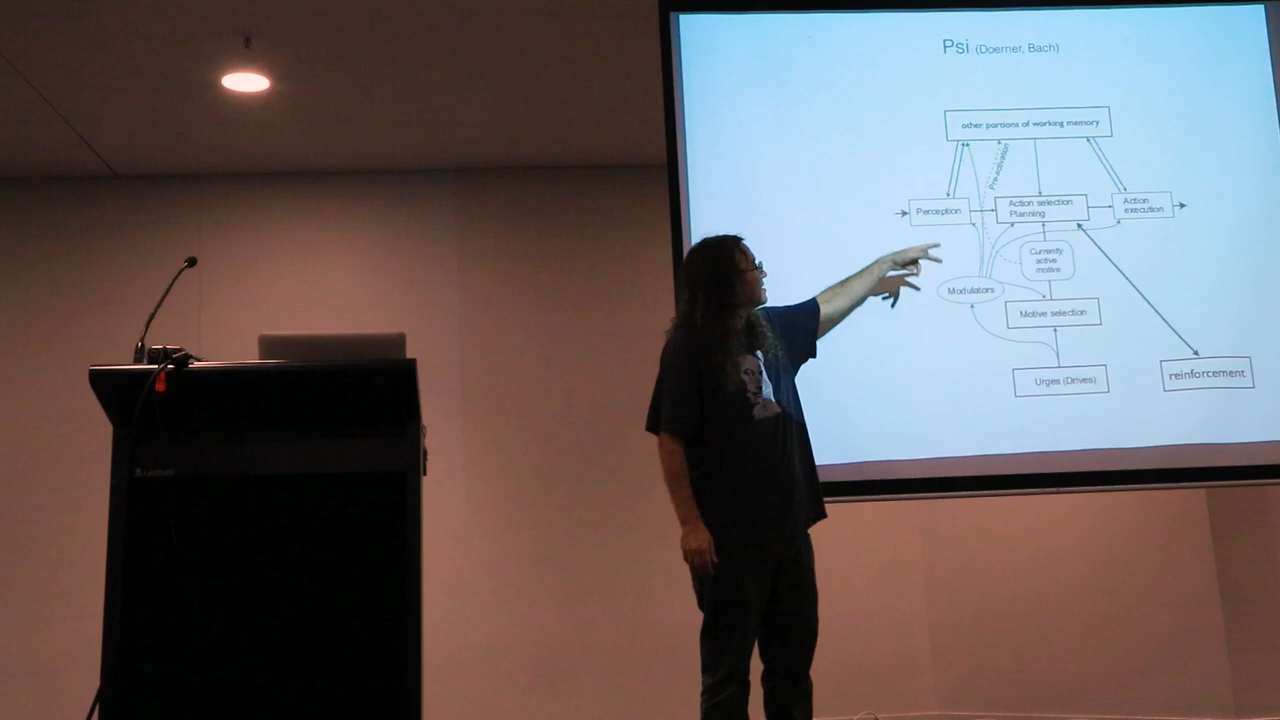 Psi (Doerner, Bach)
other portions of working memory
Pre-activation
Perception
Action selection
Planning
Action
execution
Currently
active
motive
Modulators
Motive selection
Urges (Drives)
reinforcement